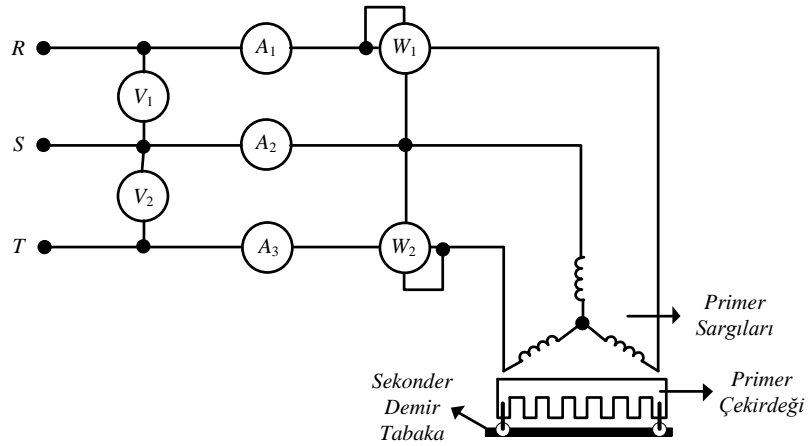 R
A1
W1
V1
S
A2
V2
T
A3
W2
Primer
Sargıları
Sekonder
Demir
Tabaka
Primer
Çekirdeği